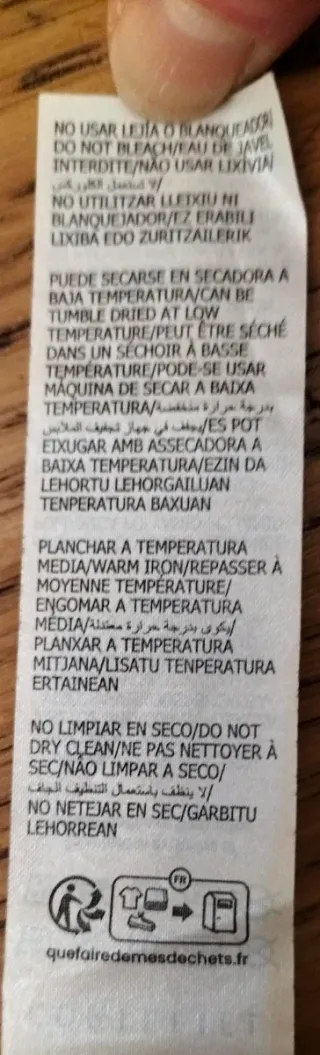 NO USAR LEJÍA O BLANQUEADOR/
DO NOT BLEACH/EAU DE JAVEL
INTERDITE/NÃO USAR LIXÍVIA/
لا تستعمل الكلوركس/
NO UTILITZAR LLEIXIU NI
BLANQUEJADOR/EZ ERABILI
LIXIBA EDO ZURITZAILERIK
PUEDE SECARSE EN SECADORA A
BAJA TEMPERATURA/CAN BE
TUMBLE DRIED AT LOW
TEMPERATURE/PEUT ÊTRE SÉCHÉ
DANS UN SÉCHOIR À BASSE
TEMPÉRATURE/PODE-SE USAR
MÁQUINA DE SECAR A BAIXA
TEMPERATURA/بدرجة حرارة منخفضة
يجفف في جهاز تجفيف الملابس/ES POT
EIXUGAR AMB ASSECADORA A
BAIXA TEMPERATURA/EZIN DA
LEHORTU LEHORGAILUAN
TENPERATURA BAXUAN
PLANCHAR A TEMPERATURA
MEDIA/WARM IRON/REPASSER À
MOYENNE TEMPÉRATURE/
ENGOMAR A TEMPERATURA
MÉDIA/يكوى بدرجة حرارة معتدلة/
PLANXAR A TEMPERATURA
MITJANA/LISATU TENPERATURA
ERTAINEAN
NO LIMPIAR EN SECO/DO NOT
DRY CLEAN/NE PAS NETTOYER À
SEC/NÃO LIMPAR A SECO/
لا ينظف باستعمال التنظيف الجاف/
NO NETEJAR EN SEC/GARBITU
LEHORREAN
FR
quefairedemesdechets.fr